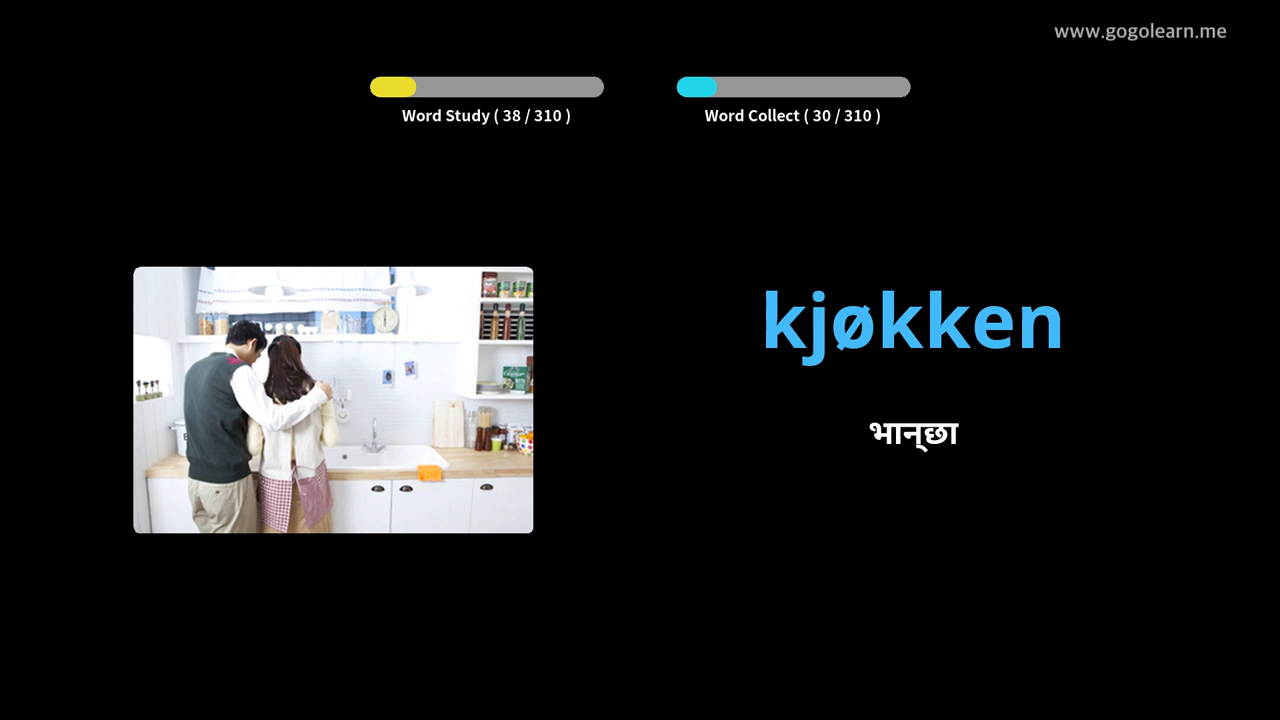 www.gogolearn.me
Word Study ( 38 / 310 )
Word Collect ( 30 / 310 )
kjøkken
भान्छा